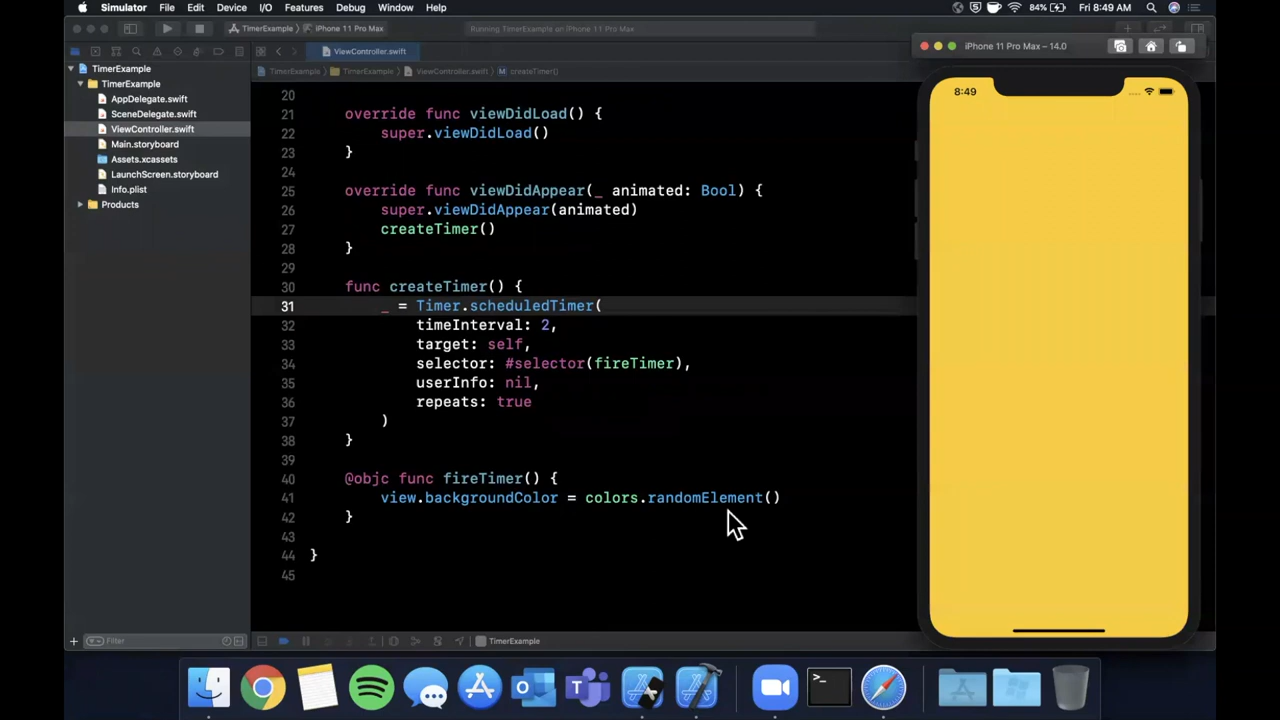 Simulator File Edit Device I/O Features Debug Window Help 84% Fri 8:49 AM
TimerExample iPhone 11 Pro Max Running TimerExample on iPhone 11 Pro Max
iPhone 11 Pro Max – 14.0
ViewController.swift
TimerExample TimerExample ViewController.swift M createTimer()
TimerExample
TimerExample
AppDelegate.swift
SceneDelegate.swift
ViewController.swift
Main.storyboard
Assets.xcassets
LaunchScreen.storyboard
Info.plist
Products
20
21 override func viewDidLoad() {
22 super.viewDidLoad()
23 }
24
25 override func viewDidAppear(_ animated: Bool) {
26 super.viewDidAppear(animated)
27 createTimer()
28 }
29
30 func createTimer() {
31 _ = Timer.scheduledTimer(
32 timeInterval: 2,
33 target: self,
34 selector: #selector(fireTimer),
35 userInfo: nil,
36 repeats: true
37 )
38 }
39
40 @objc func fireTimer() {
41 view.backgroundColor = colors.randomElement()
42 }
43
44 }
45
8:49
Filter
TimerExample